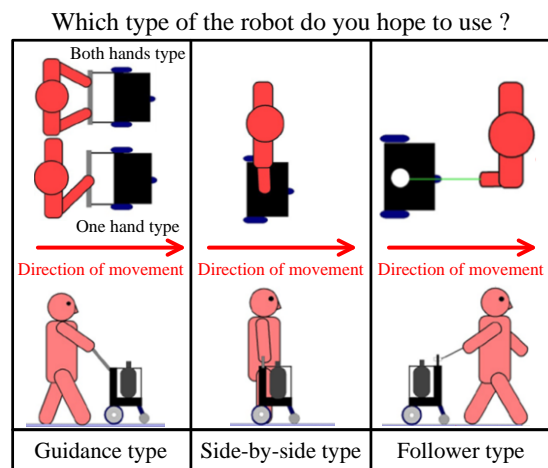 Which type of the robot do you hope to use ?
Both hands type
One hand type
Direction of movement
Direction of movement
Direction of movement
Guidance type
Side-by-side type
Follower type